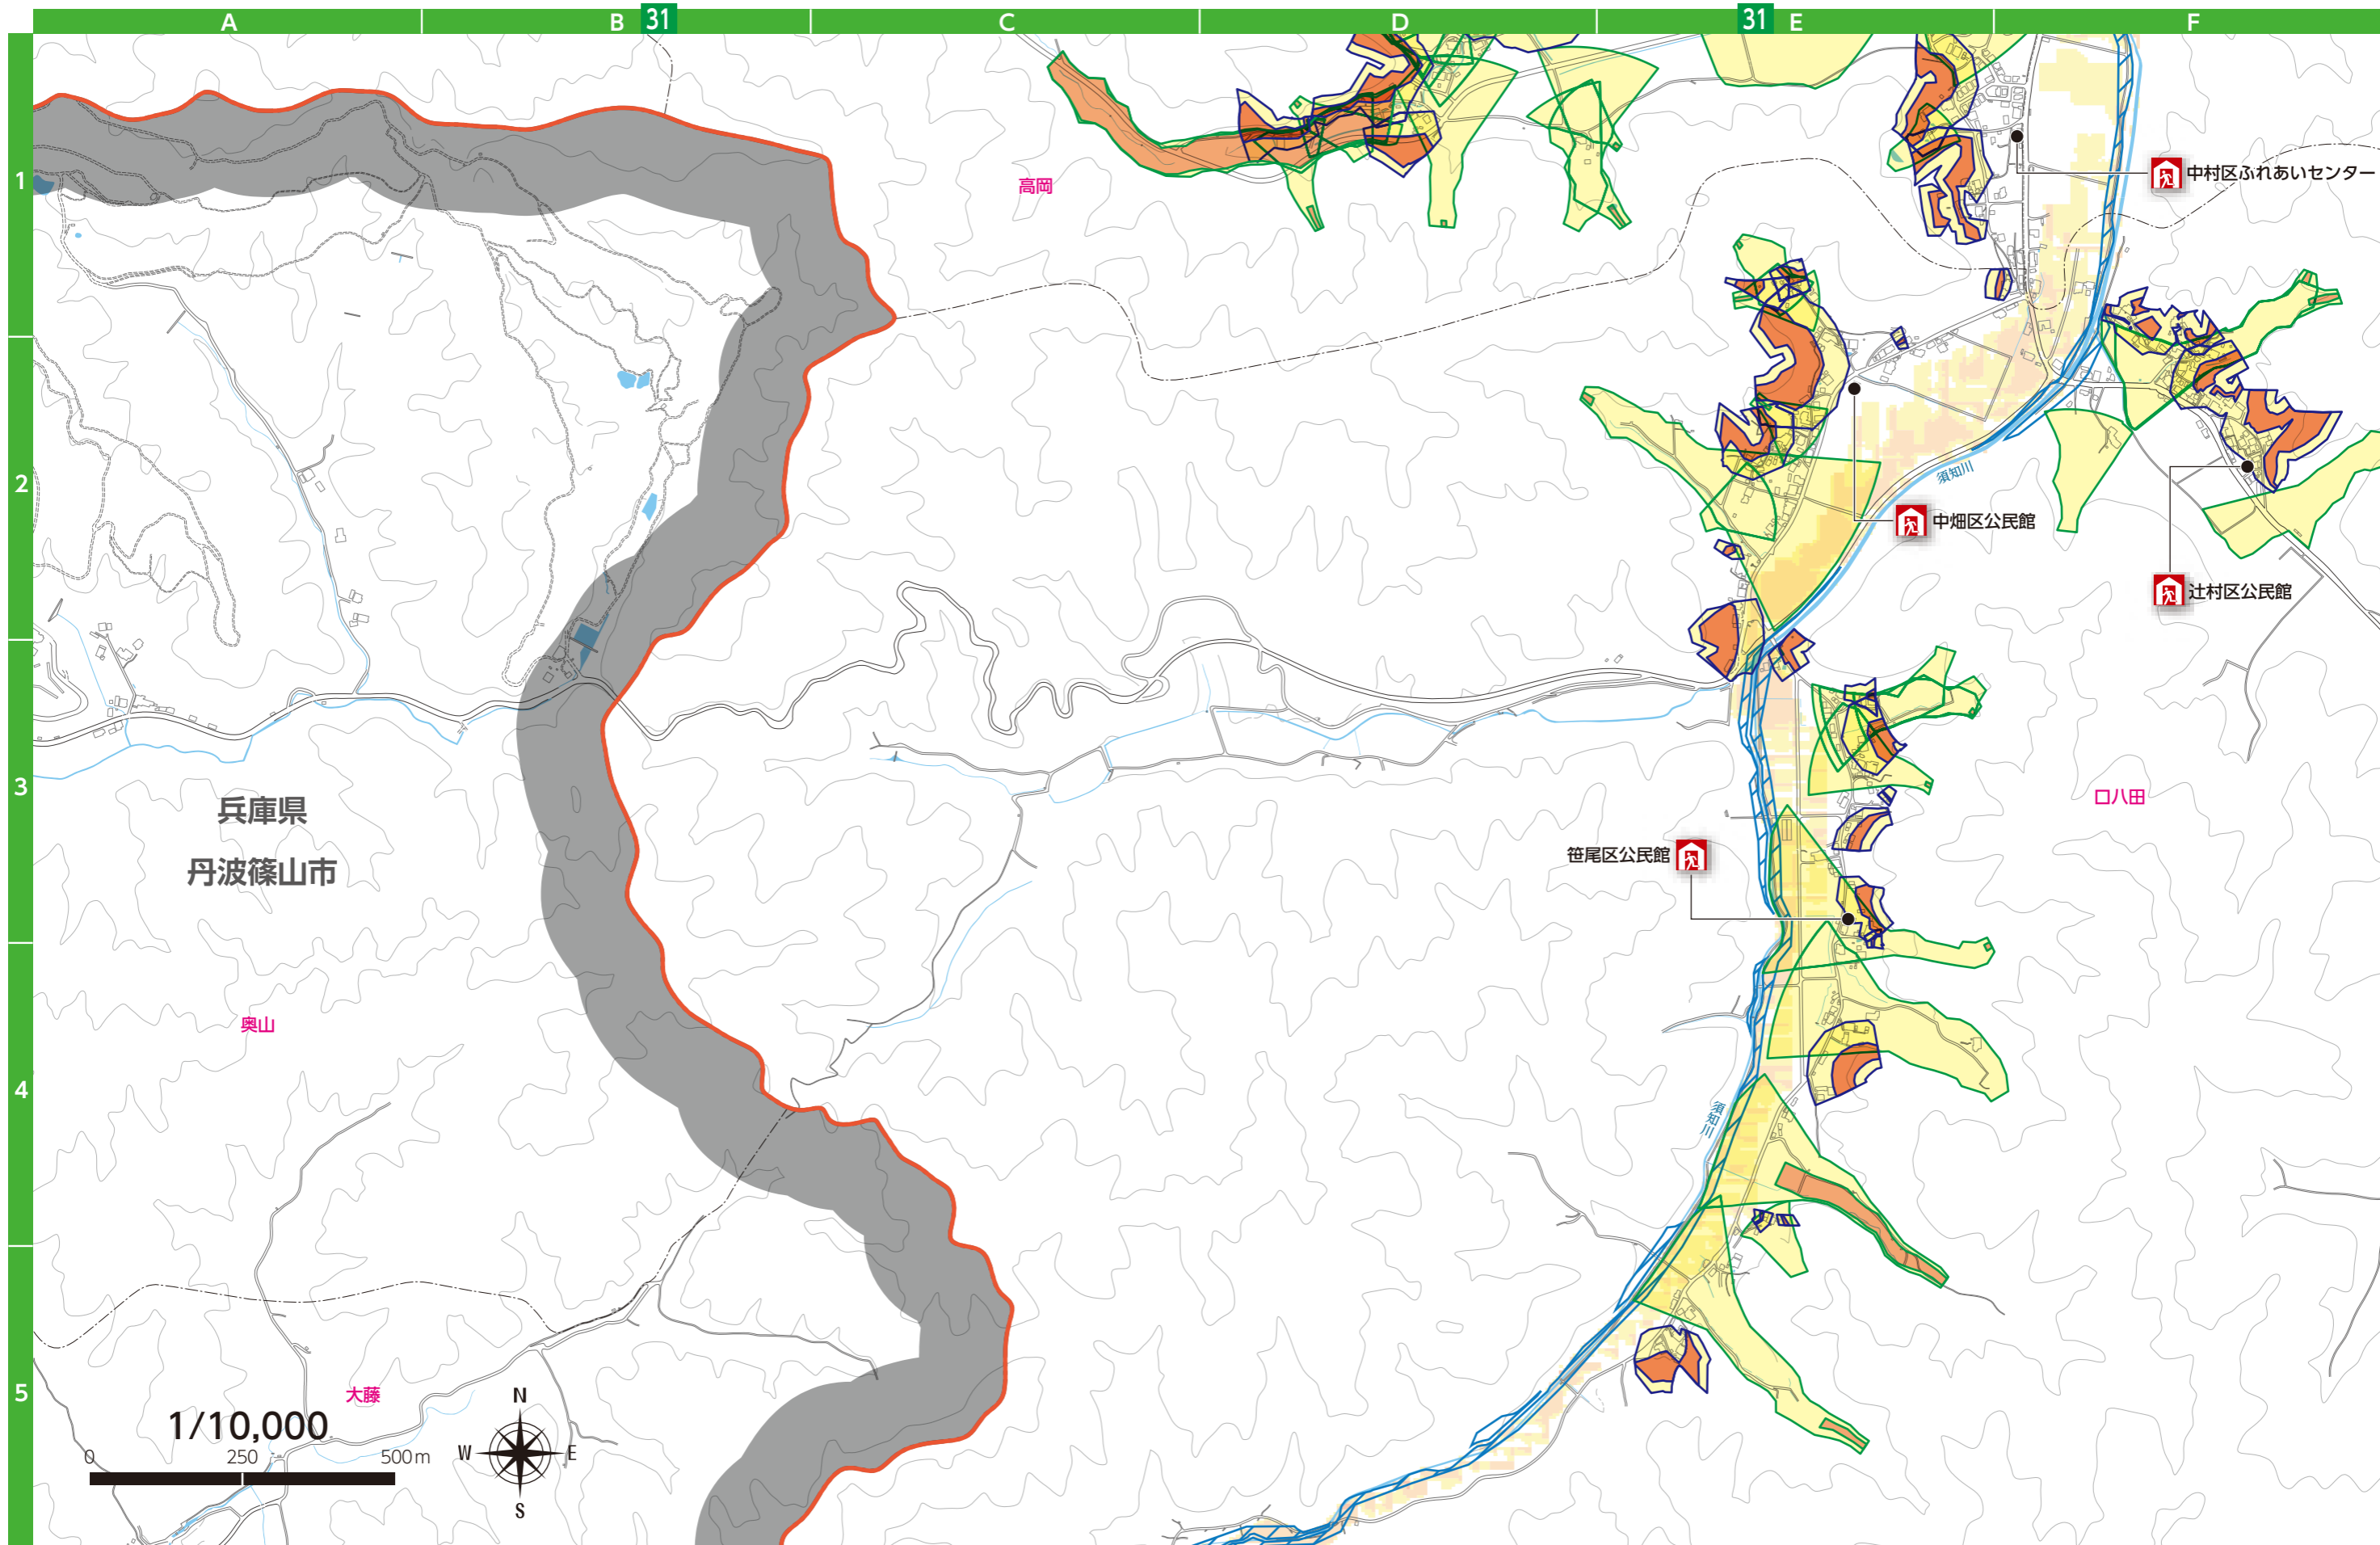 A
B
31
C
D
31
E
F
1
2
3
4
5
高岡
中村区ふれあいセンター
須知川
中畑区公民館
辻村区公民館
兵庫県
丹波篠山市
口八田
笹尾区公民館
奥山
須知川
大藤
1/10,000
0
250
500m
N
W
E
S